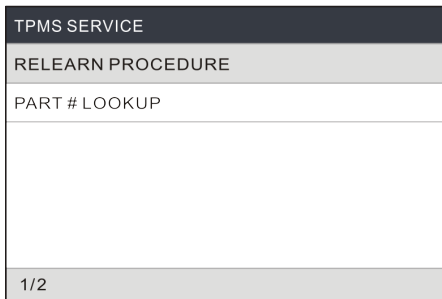 TPMS SERVICE
RELEARN PROCEDURE
PART # LOOKUP
1/2